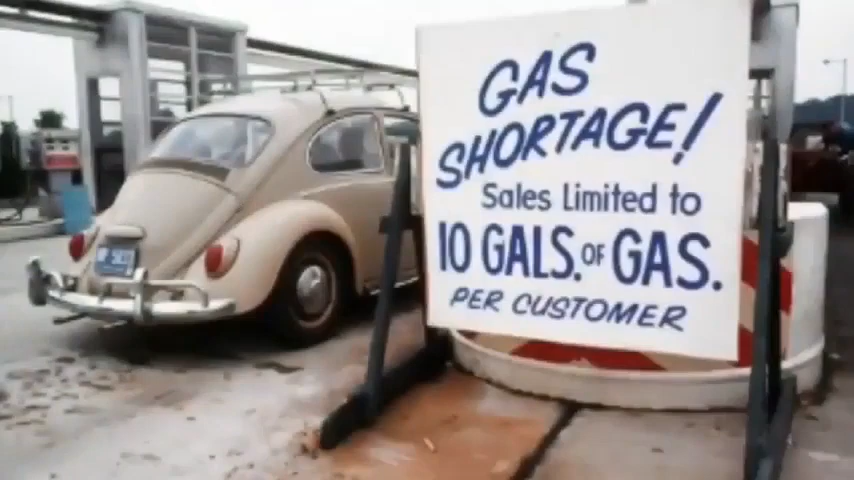 GAS
SHORTAGE!
Sales Limited to
10 GALS. OF GAS.
PER CUSTOMER